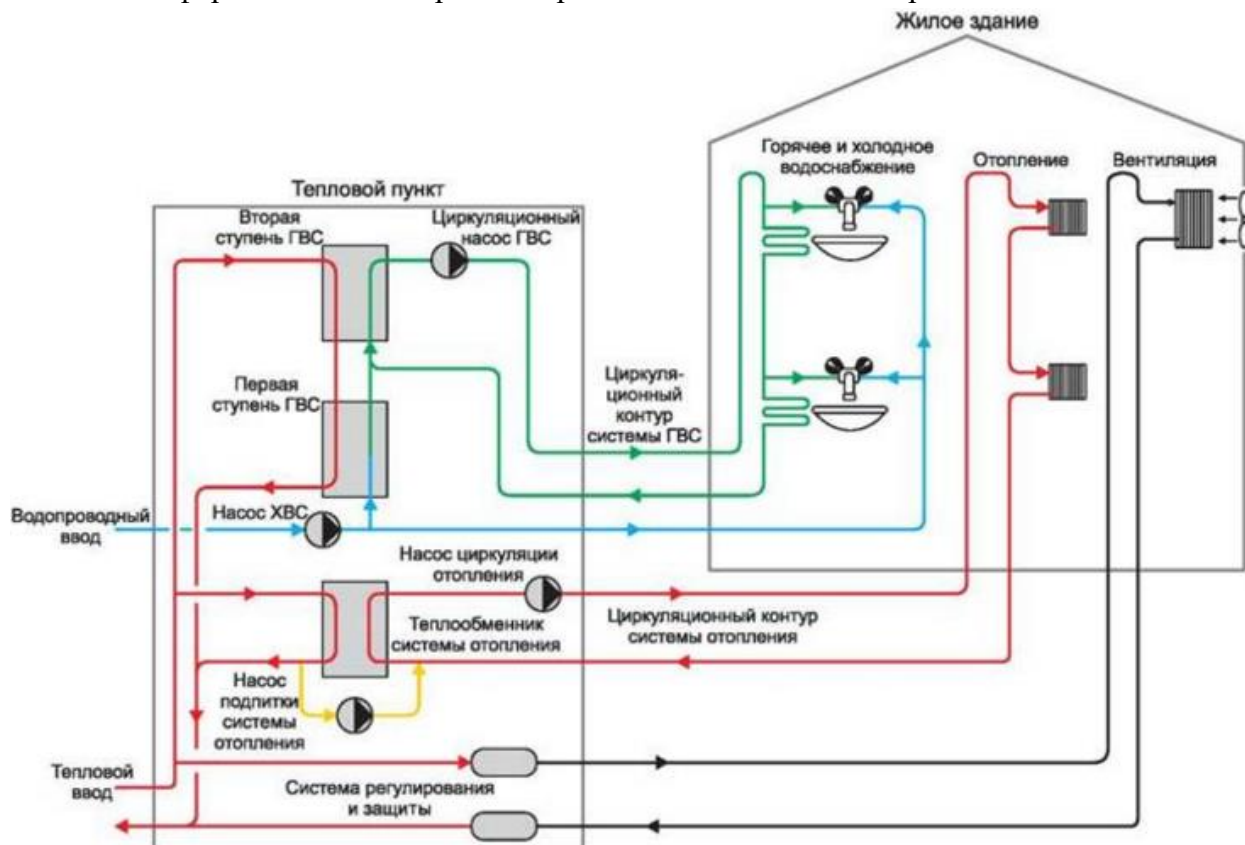 Жилое здание
Горячее и холодное
водоснабжение
Отопление
Вентиляция
Тепловой пункт
Вторая
ступень ГВС
Циркуляционный
насос ГВС
Первая
ступень ГВС
Циркуля-
ционный
контур
системы ГВС
Водопроводный
ввод
Насос ХВС
Насос циркуляции
отопления
Теплообменник
системы отопления
Циркуляционный контур
системы отопления
Насос
подпитки
системы
отопления
Тепловой
ввод
Система регулирования
и защиты